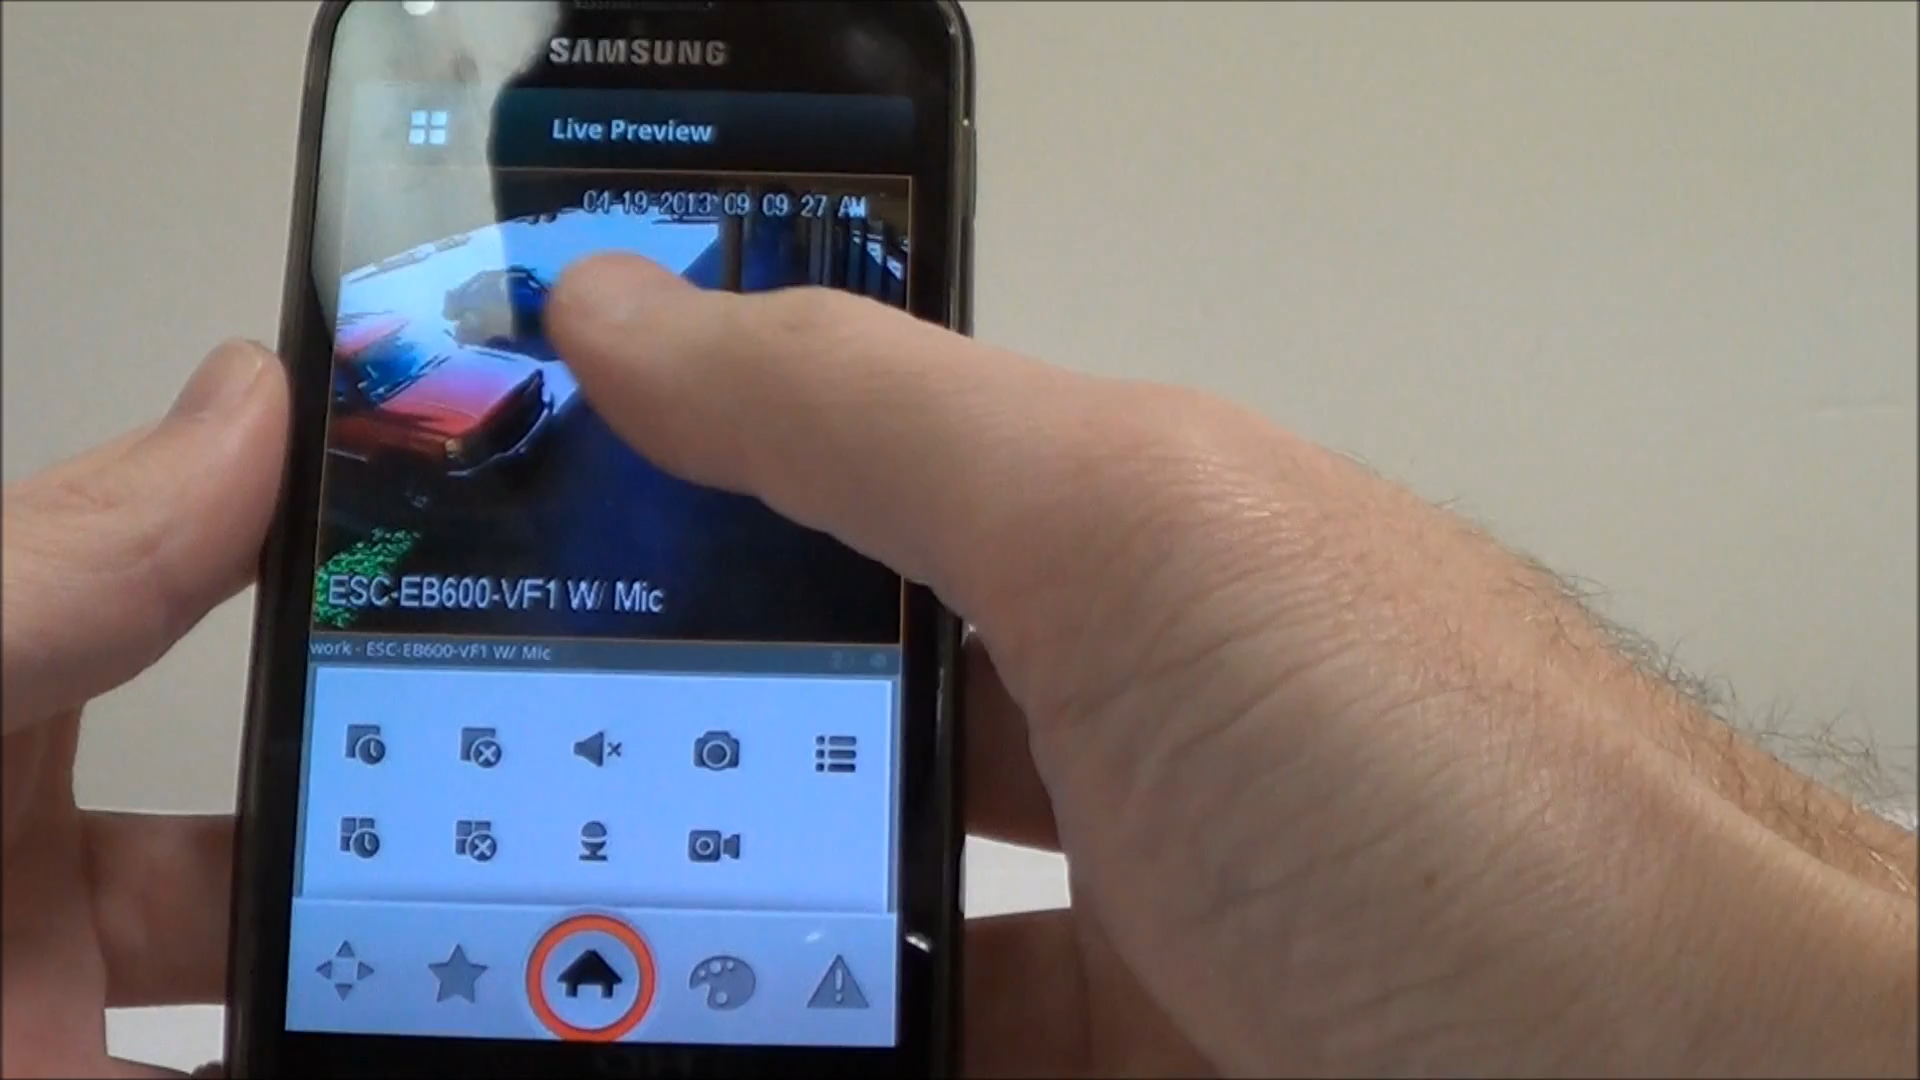 SAMSUNG
Live Preview
04-19-2013 09 09 27 AM
ESC-EB600-VF1 W/ Mic
work - ESC-EB600-VF1 W/ Mic